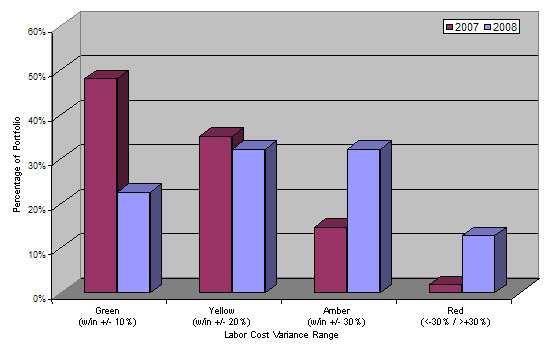 2007 2008
Percentage of Portfolio
60%
50%
40%
30%
20%
10%
0%
Green Yellow Amber Red
(w/in +/- 10%) (w/in +/- 20%) (w/in +/- 30%) (<-30% / >+30%)
Labor Cost Variance Range